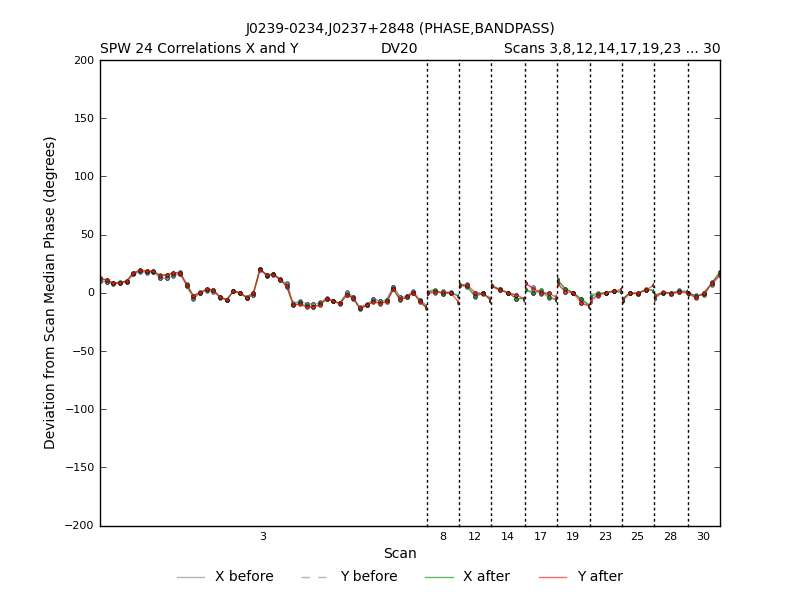 J0239-0234,J0237+2848 (PHASE,BANDPASS)
SPW 24 Correlations X and Y DV20 Scans 3,8,12,14,17,19,23 ... 30
200
150
100
50
0
−50
−100
−150
−200
Deviation from Scan Median Phase (degrees)
3 8 12 14 17 19 23 25 28 30
Scan
X before Y before X after Y after